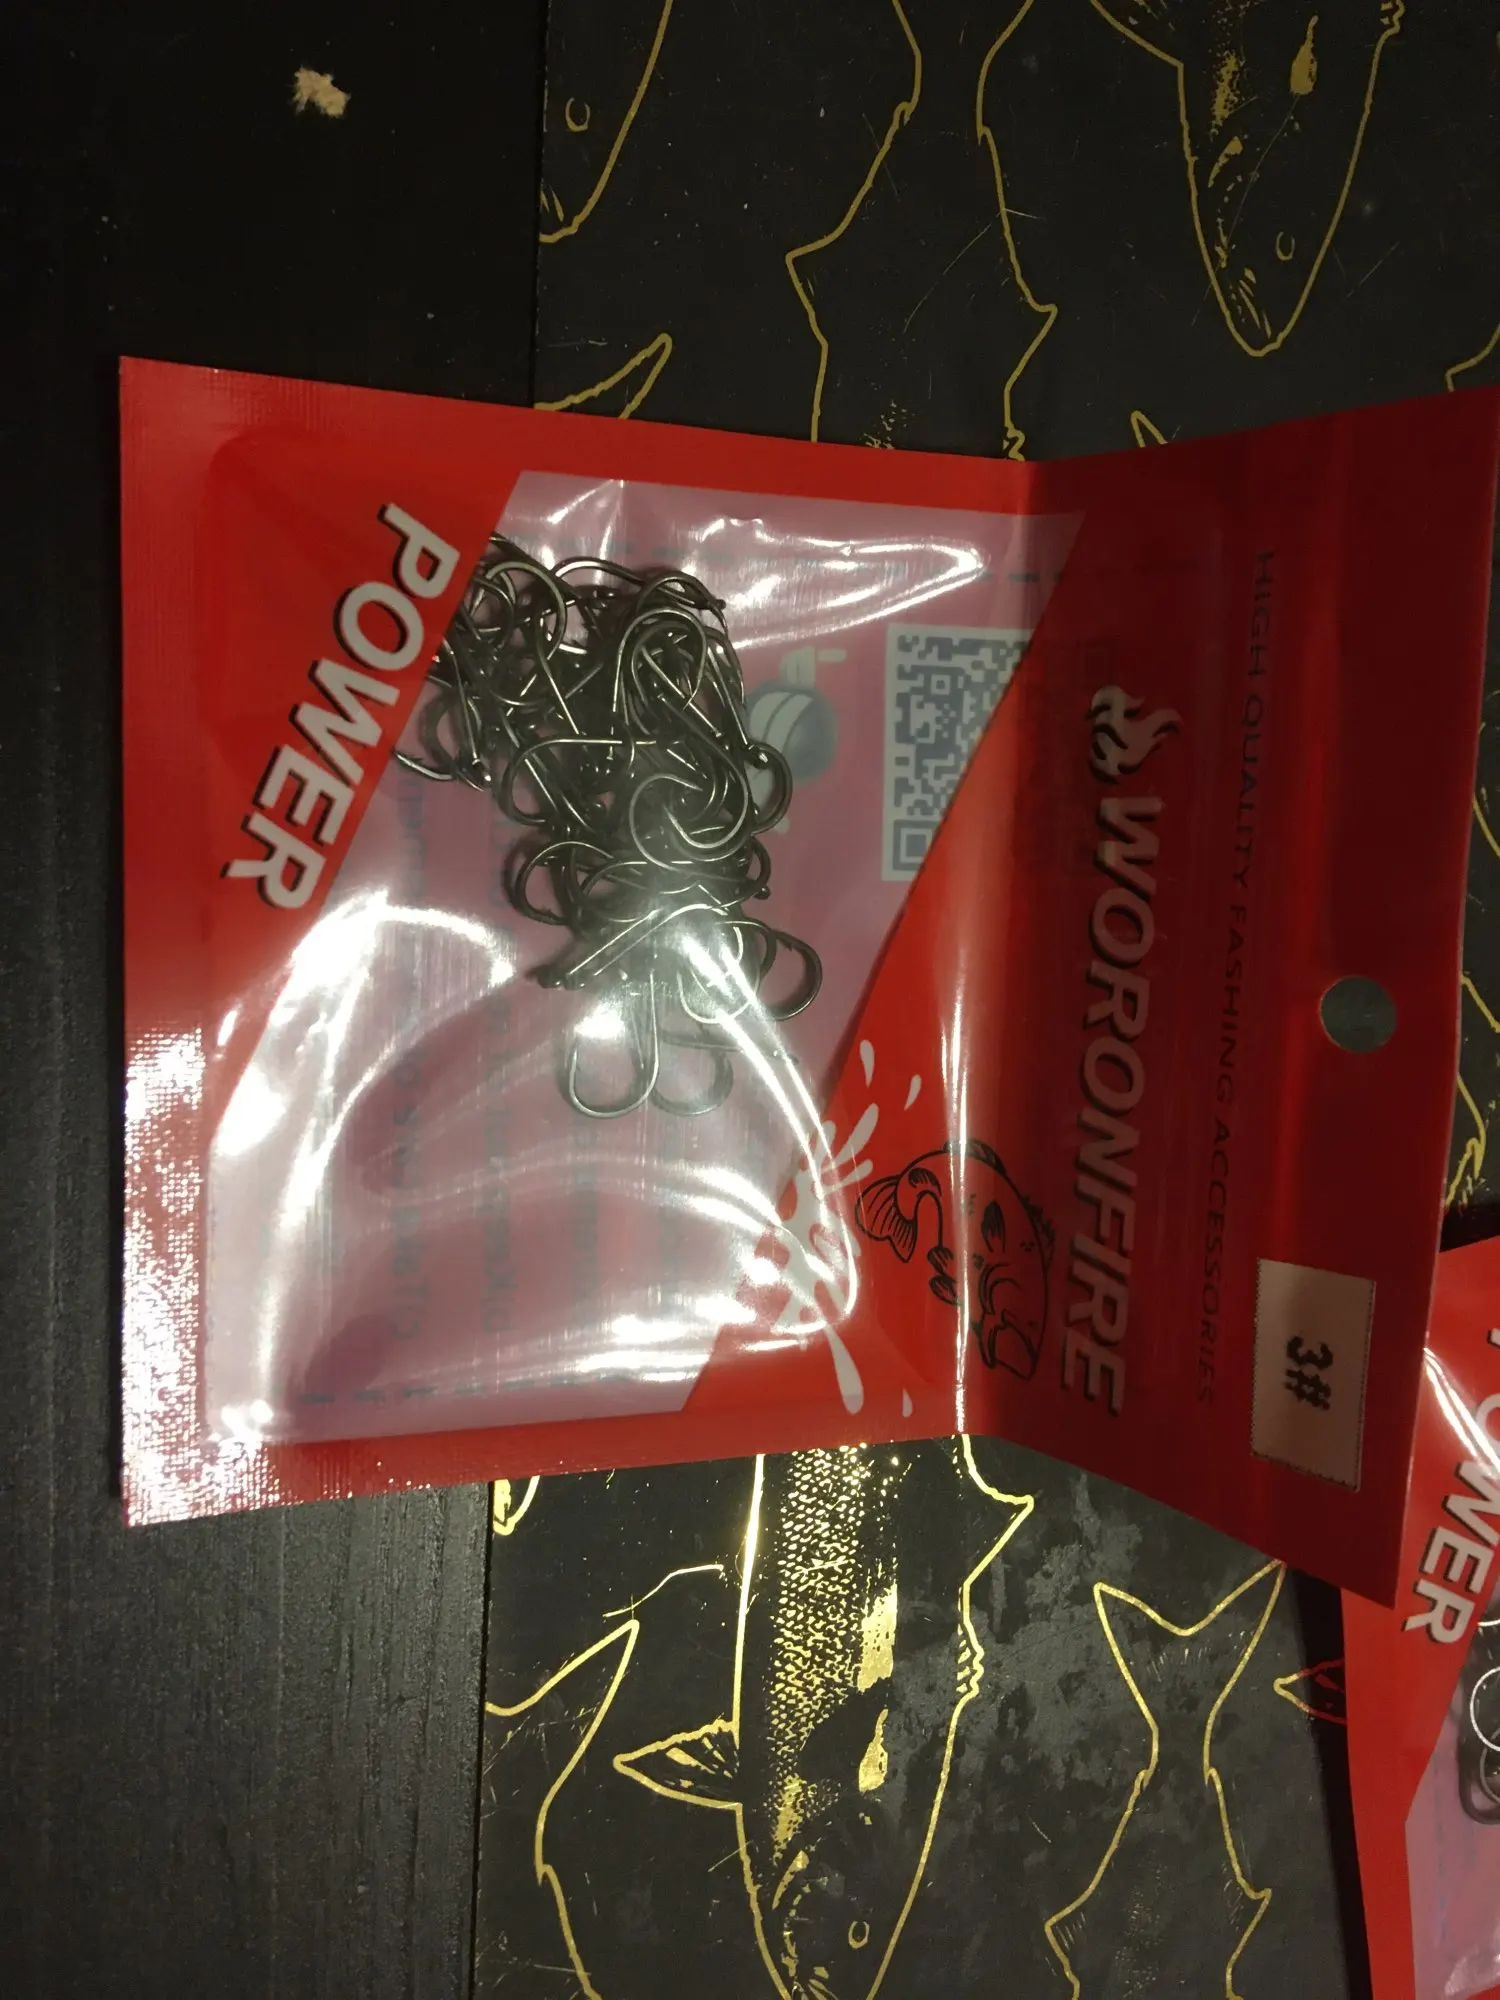 3#
HIGH QUALITY FASHING ACCESSORIES
WORONFIRE
POWER
POWER